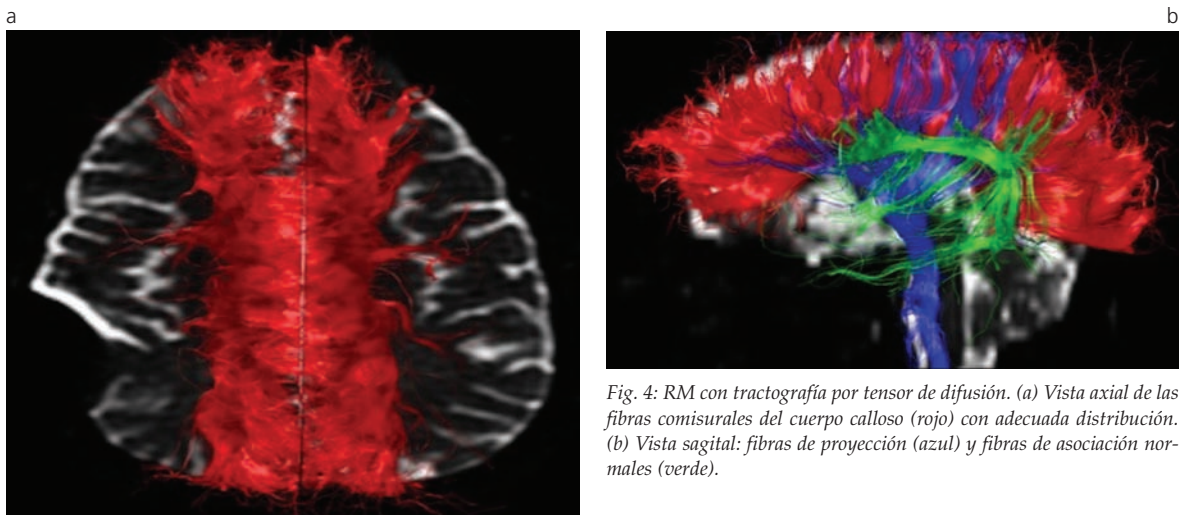 a
b
Fig. 4: RM con tractografía por tensor de difusión. (a) Vista axial de las
fibras comisurales del cuerpo calloso (rojo) con adecuada distribución.
(b) Vista sagital: fibras de proyección (azul) y fibras de asociación nor-
males (verde).